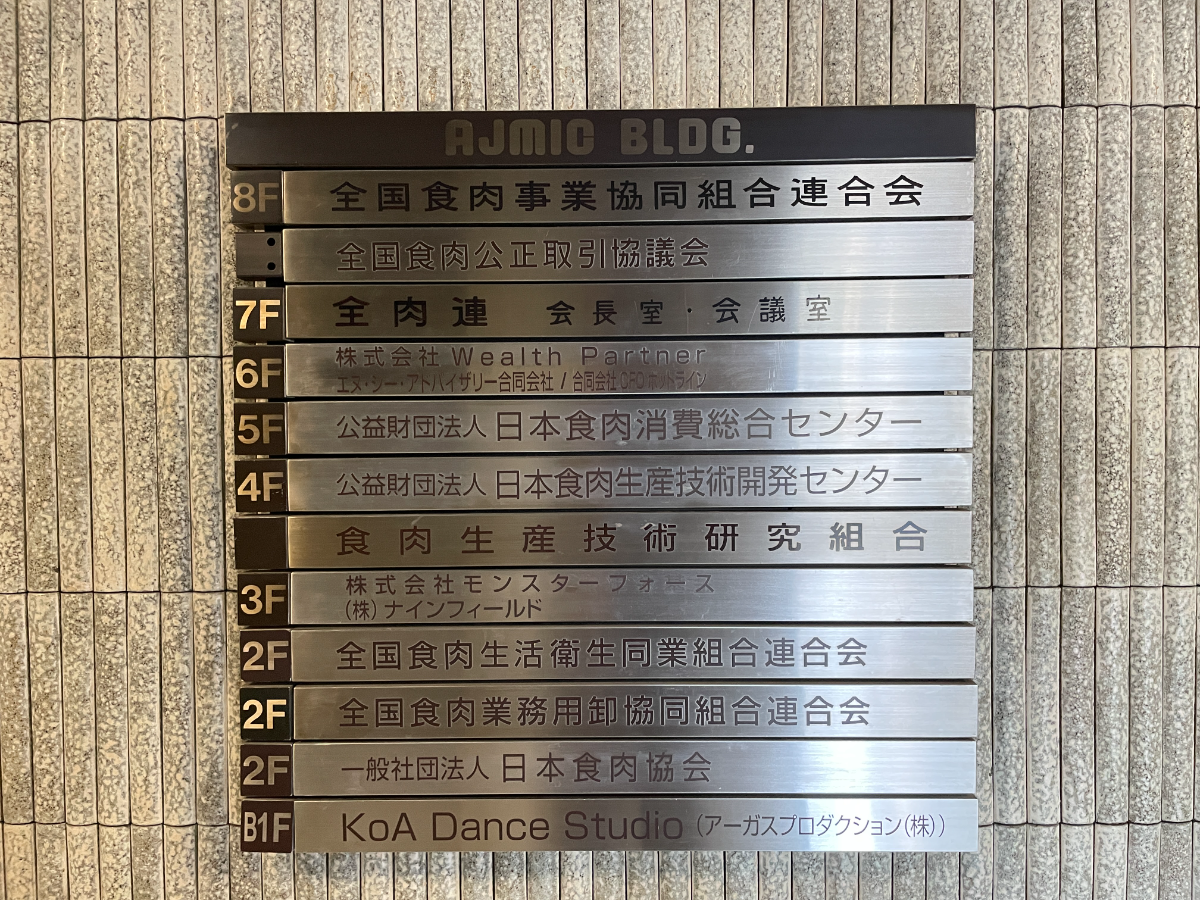 AJMIC BLDG.
8F 全国食肉事業協同組合連合会
全国食肉公正取引協議会
7F 全肉連 会長室・会議室
6F 株式会社 Wealth Partner
エヌ・シー・アドバイザリー合同会社 / 合同会社CFOホットライン
5F 公益財団法人 日本食肉消費総合センター
4F 公益財団法人 日本食肉生産技術開発センター
食肉生産技術研究組合
3F 株式会社モンスターフォース
(株)ナインフィールド
2F 全国食肉生活衛生同業組合連合会
2F 全国食肉業務用卸協同組合連合会
2F 一般社団法人 日本食肉協会
B1F KoA Dance Studio (アーガスプロダクション(株))